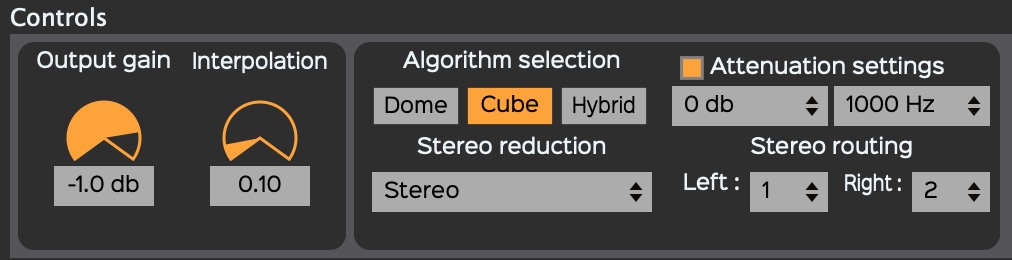 Controls
Output gain
Interpolation
-1.0 db
0.10
Algorithm selection
Dome
Cube
Hybrid
Attenuation settings
0 db
1000 Hz
Stereo reduction
Stereo
Stereo routing
Left :
1
Right :
2